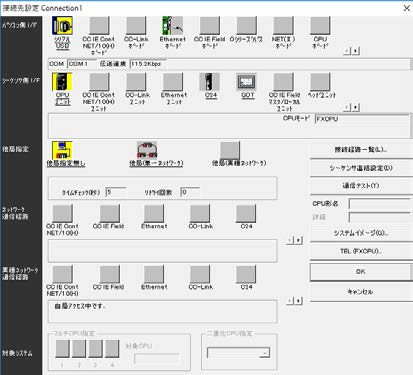 接続先設定 Connection1
パソコン側 I/F
シリアル USB
CC IE Cont NET/10(H) ボード
CC-Link ボード
Ethernet ボード
CC IE Field ボード
Qシリーズバス
NET(II) ボード
CPU ボード
COM COM 1 伝送速度 115.2Kbps
シーケンサ側 I/F
CPU ユニット
CC IE Cont NET/10(H) ユニット
CC-Link ユニット
Ethernet ユニット
C24
GOT
CC IE Field マスタ/ローカル ユニット
ヘッドユニット
CPUモード FXCPU
他局指定
他局指定無し
他局(単一ネットワーク)
他局(異種ネットワーク)
タイムチェック(秒) 5 リトライ回数 0
ネットワーク 通信経路
CC IE Cont NET/10(H)
CC IE Field
Ethernet
CC-Link
C24
異種ネットワーク 通信経路
CC IE Cont NET/10(H)
CC IE Field
Ethernet
CC-Link
C24
自局アクセス中です。
対象システム
マルチCPU指定
1 2 3 4
対象CPU
二重化CPU指定
接続経路一覧(L)...
シーケンサ直結設定(D)
通信テスト(T)
CPU形名
詳細
システムイメージ(G)...
TEL (FXCPU)...
OK
キャンセル